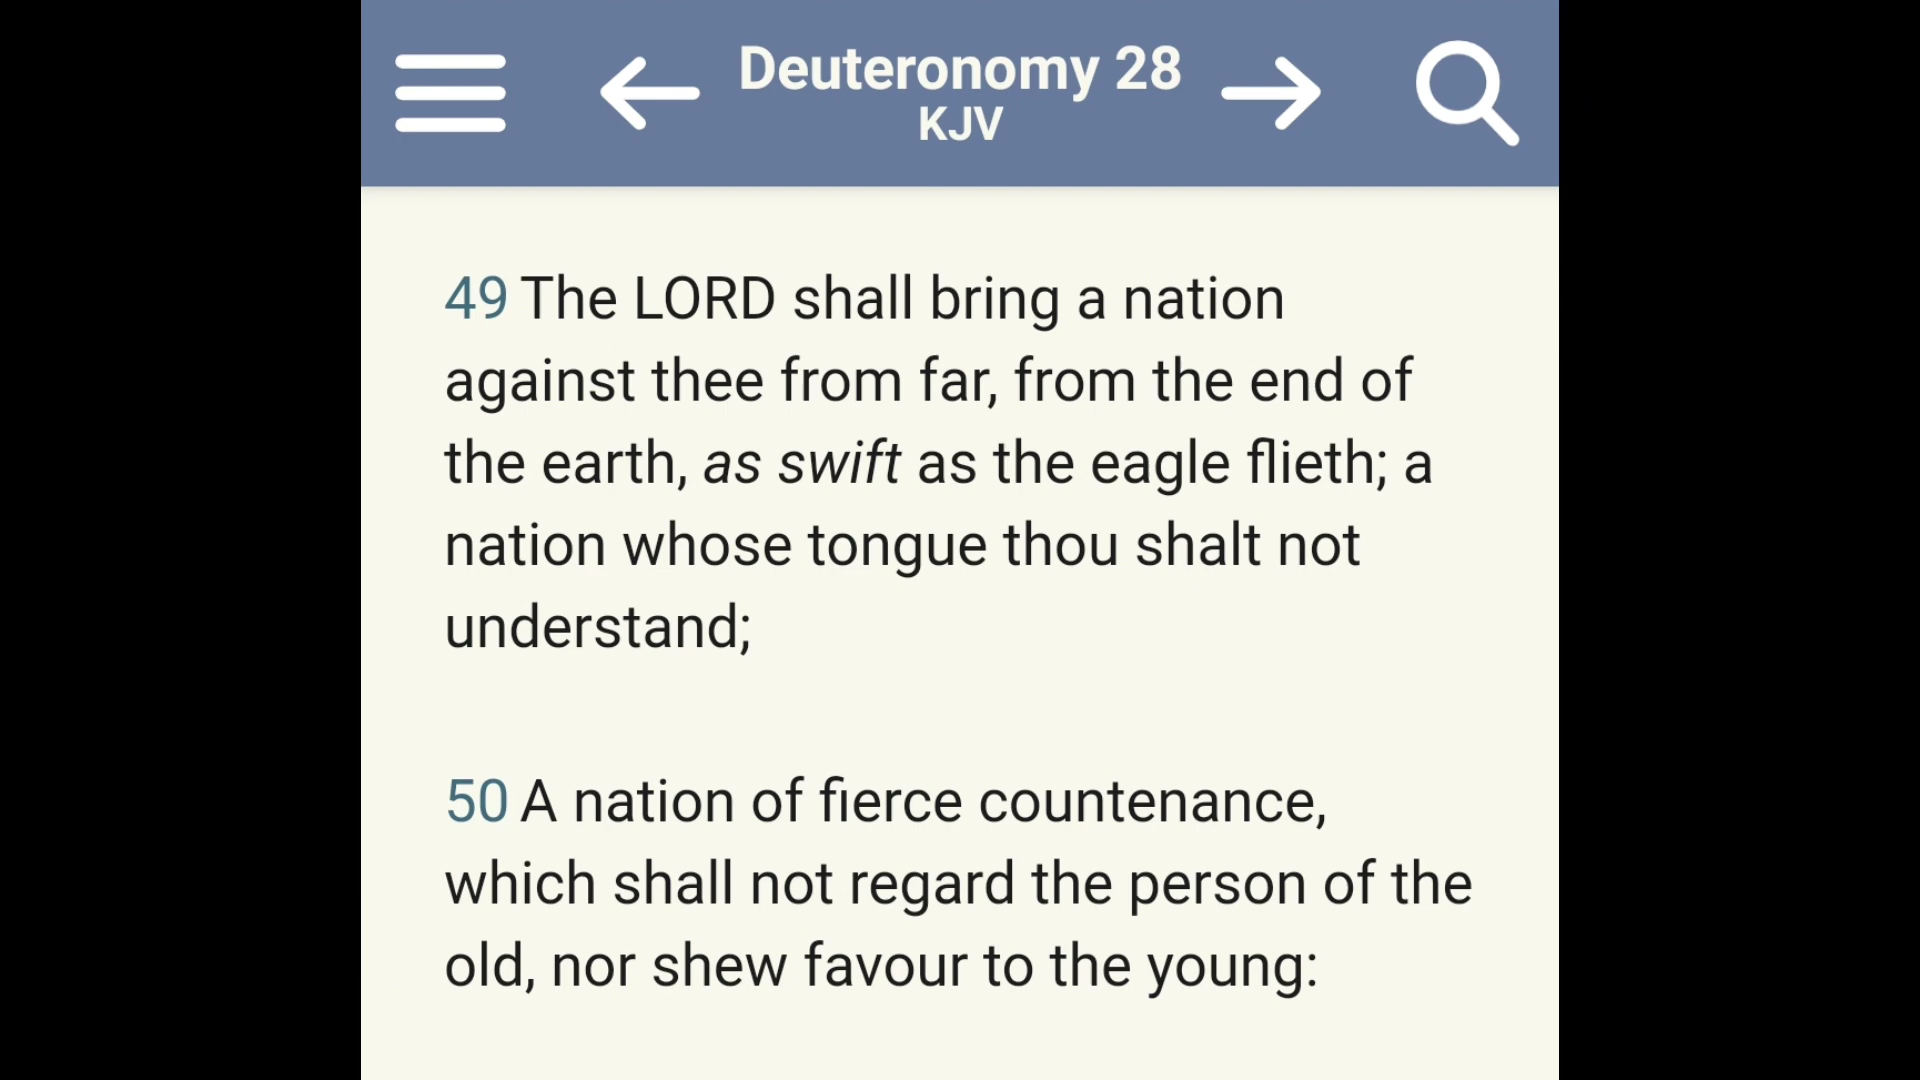 Deuteronomy 28
KJV
49 The LORD shall bring a nation
against thee from far, from the end of
the earth, as swift as the eagle flieth; a
nation whose tongue thou shalt not
understand;
50 A nation of fierce countenance,
which shall not regard the person of the
old, nor shew favour to the young: